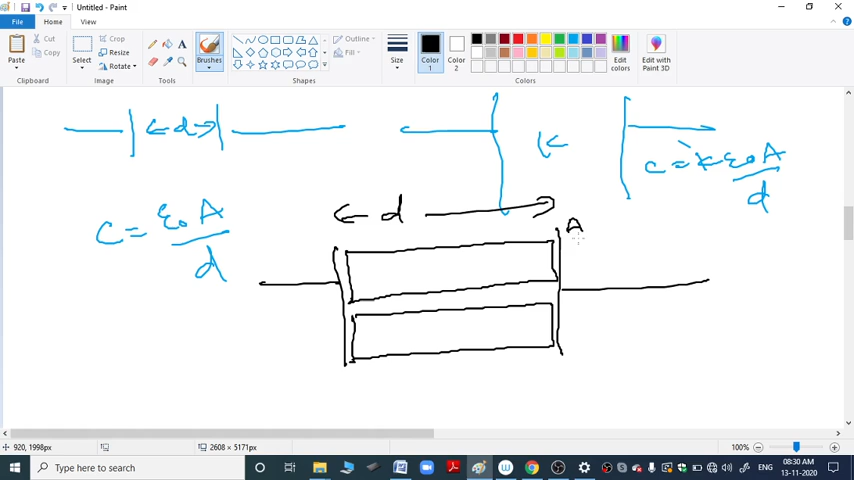 Untitled - Paint
File
Home
View
Paste
Cut
Copy
Clipboard
Select
Crop
Resize
Rotate
Image
Tools
Brushes
Outline
Fill
Shapes
Size
Color 1
Color 2
Edit colors
Colors
Edit with Paint 3D
d
K
C = ε₀ A / d
C = K ε₀ A / d
d
A
920, 1998px
2608 × 5171px
100%
Type here to search
ENG
08:30 AM
13-11-2020